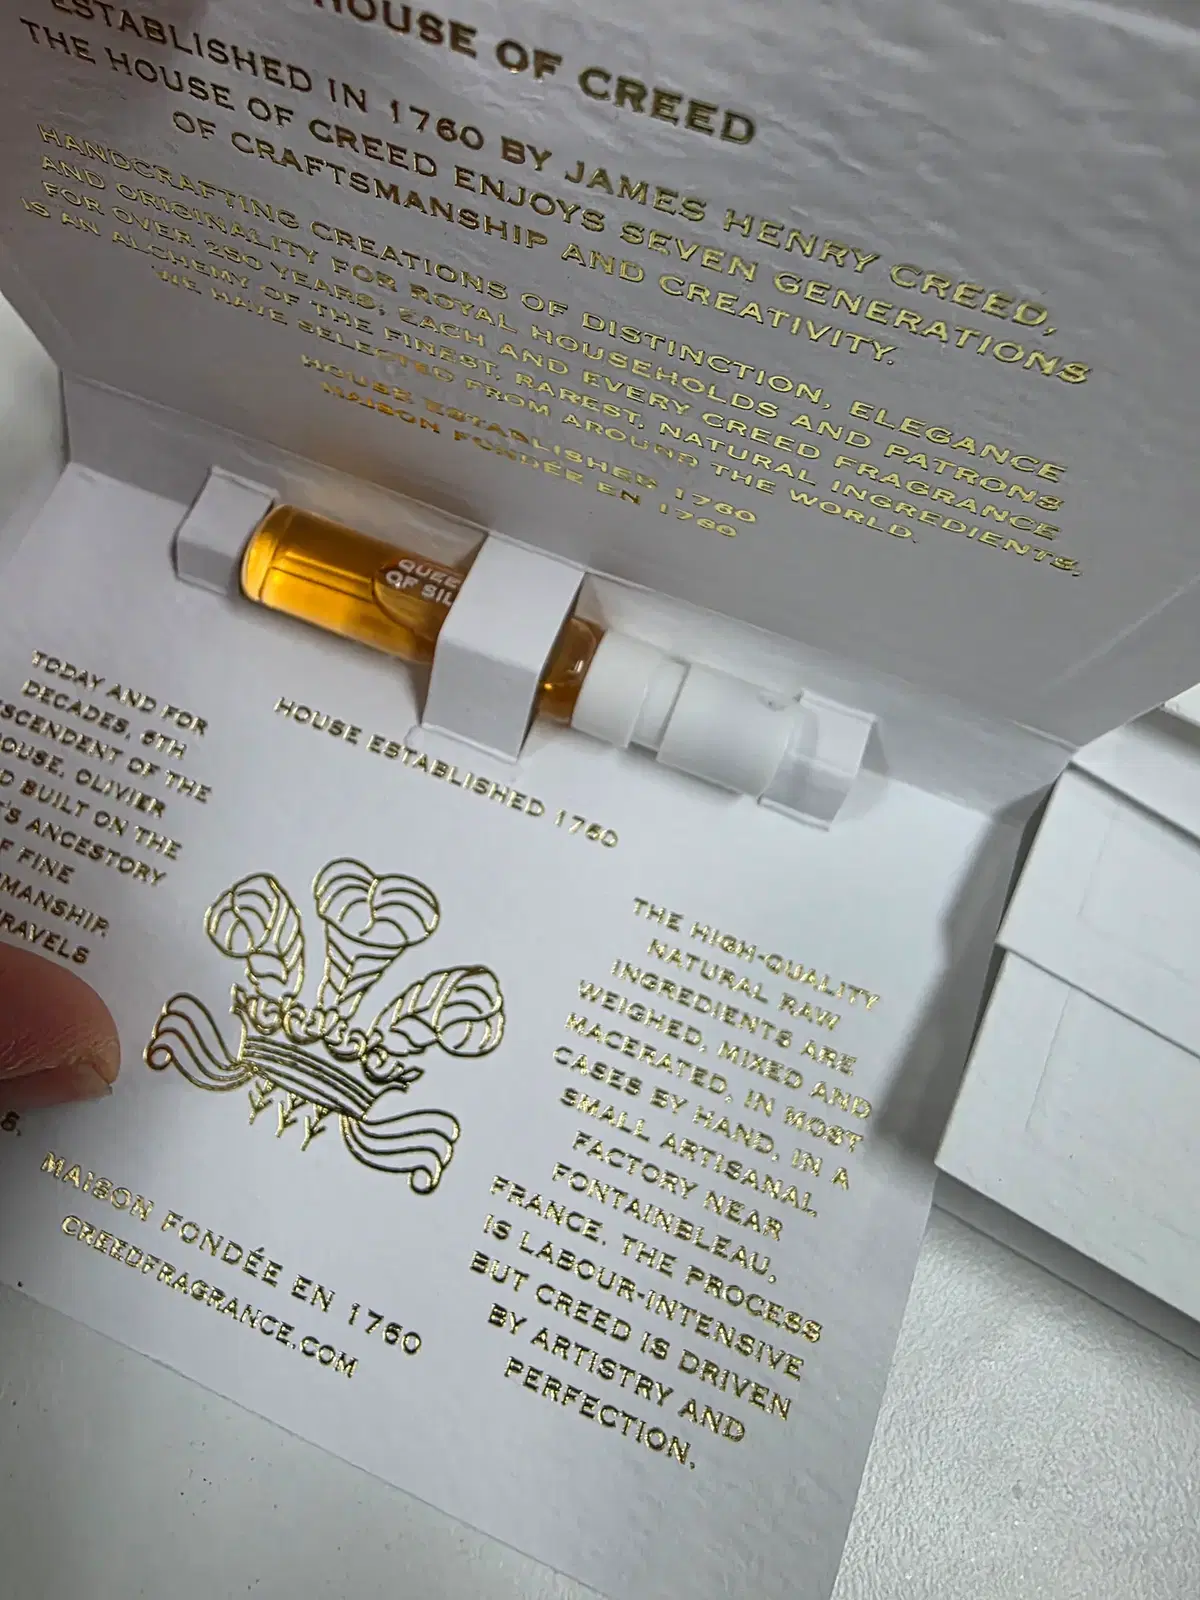 HOUSE OF CREED
ESTABLISHED IN 1760 BY JAMES HENRY CREED,
THE HOUSE OF CREED ENJOYS SEVEN GENERATIONS
OF CRAFTSMANSHIP AND CREATIVITY.
HANDCRAFTING CREATIONS OF DISTINCTION, ELEGANCE
AND ORIGINALITY FOR ROYAL HOUSEHOLDS AND PATRONS
FOR OVER 250 YEARS; EACH AND EVERY CREED FRAGRANCE
IS AN ALCHEMY OF THE FINEST, RAREST, NATURAL INGREDIENTS,
WE HAVE SELECTED FROM AROUND THE WORLD.
HOUSE ESTABLISHED 1760
MAISON FONDÉE EN 1760
QUEE
OF SIL
TODAY AND FOR
DECADES, 6TH
SCENDENT OF THE
OUSE, OLIVIER
D BUILT ON THE
'S ANCESTORY
F FINE
MANSHIP.
RAVELS
S.
HOUSE ESTABLISHED 1760
MAISON FONDÉE EN 1760
CREEDFRAGRANCE.COM
THE HIGH-QUALITY
NATURAL RAW
INGREDIENTS ARE
WEIGHED, MIXED AND
MACERATED, IN MOST
CASES BY HAND, IN A
SMALL ARTISANAL
FACTORY NEAR
FONTAINBLEAU,
FRANCE. THE PROCESS
IS LABOUR-INTENSIVE
BUT CREED IS DRIVEN
BY ARTISTRY AND
PERFECTION.